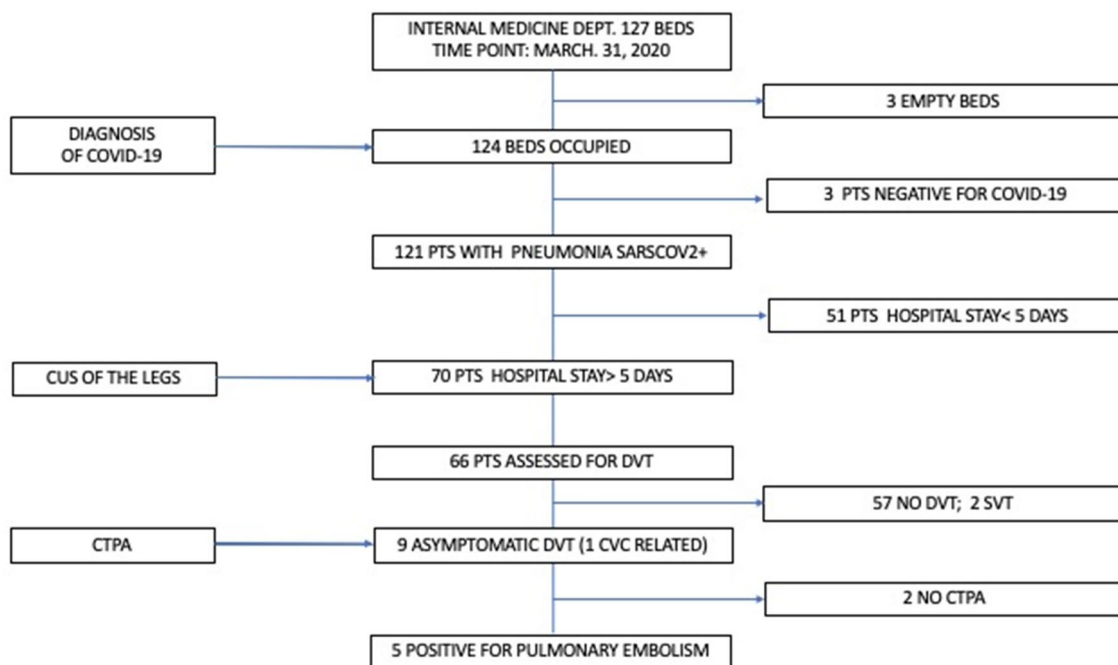 INTERNAL MEDICINE DEPT. 127 BEDS
TIME POINT: MARCH. 31, 2020
3 EMPTY BEDS
DIAGNOSIS
OF COVID-19
124 BEDS OCCUPIED
3 PTS NEGATIVE FOR COVID-19
121 PTS WITH PNEUMONIA SARSCOV2+
51 PTS HOSPITAL STAY< 5 DAYS
CUS OF THE LEGS
70 PTS HOSPITAL STAY> 5 DAYS
66 PTS ASSESSED FOR DVT
57 NO DVT; 2 SVT
CTPA
9 ASYMPTOMATIC DVT (1 CVC RELATED)
2 NO CTPA
5 POSITIVE FOR PULMONARY EMBOLISM